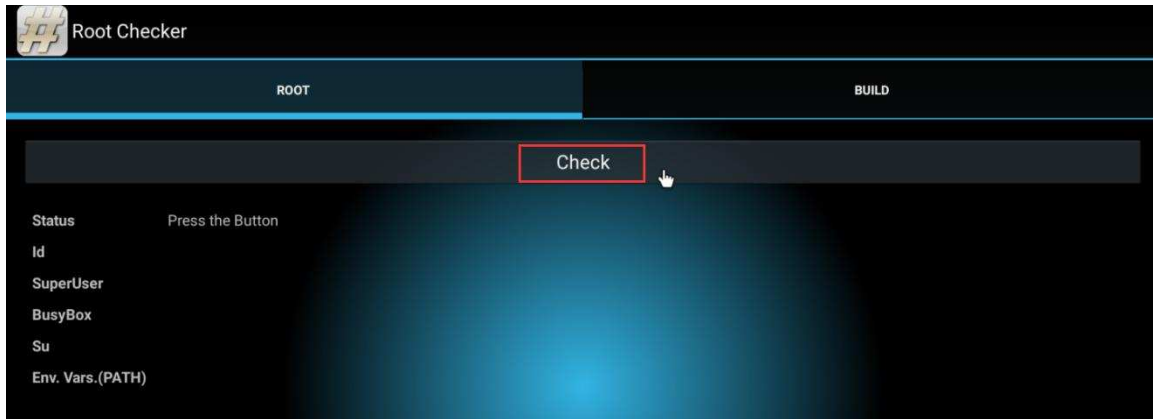 Root Checker
ROOT
BUILD
Check
Status Press the Button
Id
SuperUser
BusyBox
Su
Env. Vars.(PATH)